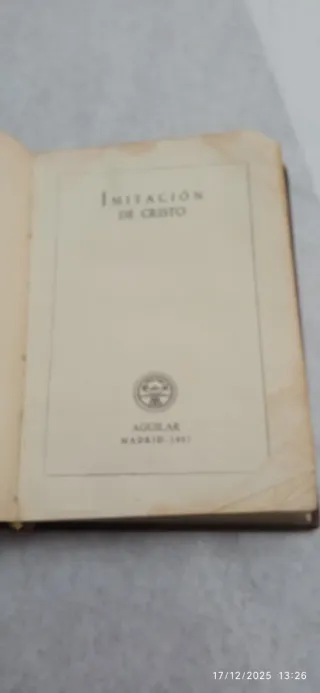 IMITACIÓN
DE CRISTO
AGUILAR
MADRID
17/12/2025 13:26